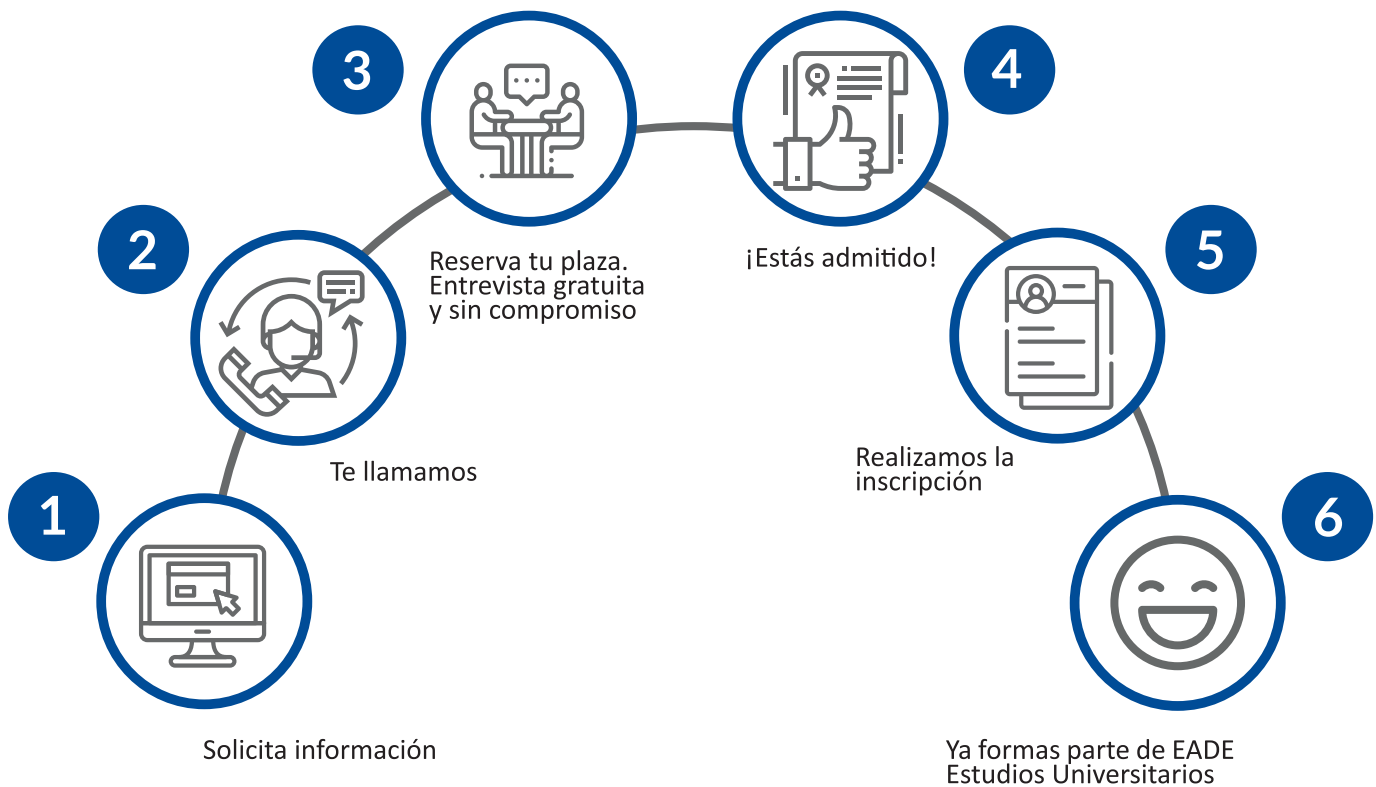 1
Solicita información
2
Te llamamos
3
Reserva tu plaza.
Entrevista gratuita
y sin compromiso
4
¡Estás admitido!
5
Realizamos la
inscripción
6
Ya formas parte de EADE
Estudios Universitarios